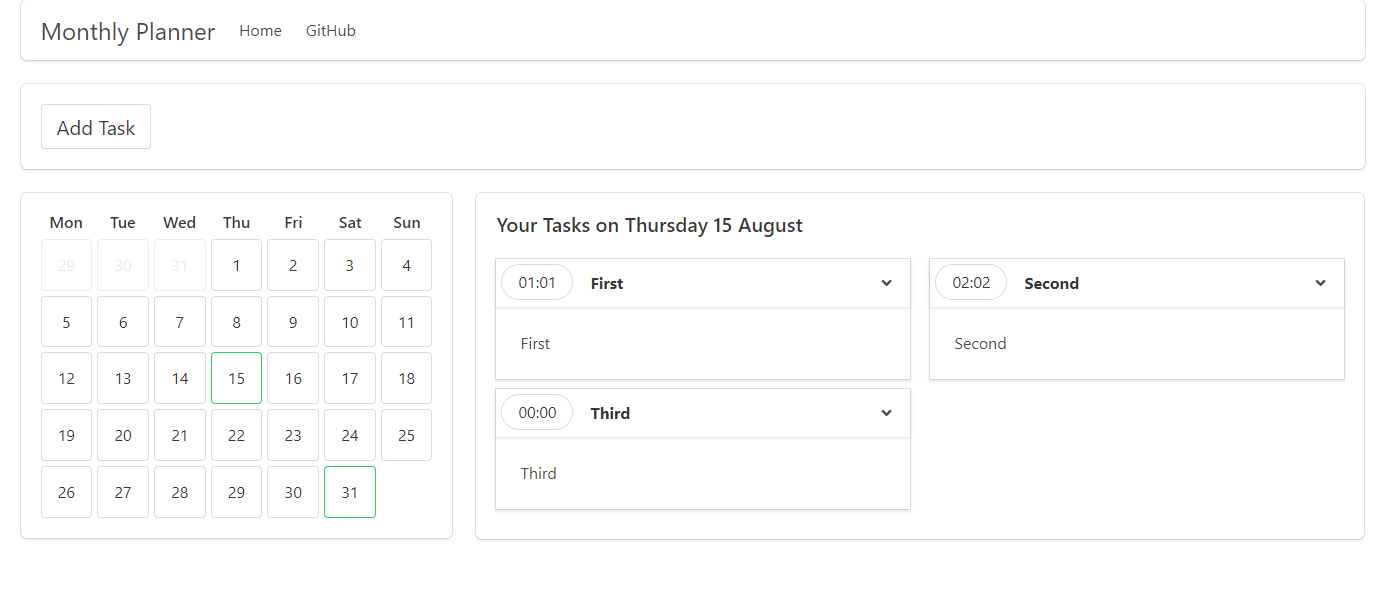 Monthly Planner Home GitHub
Add Task
Mon Tue Wed Thu Fri Sat Sun
29 30 31 1 2 3 4
5 6 7 8 9 10 11
12 13 14 15 16 17 18
19 20 21 22 23 24 25
26 27 28 29 30 31
Your Tasks on Thursday 15 August
01:01 First
First
02:02 Second
Second
00:00 Third
Third